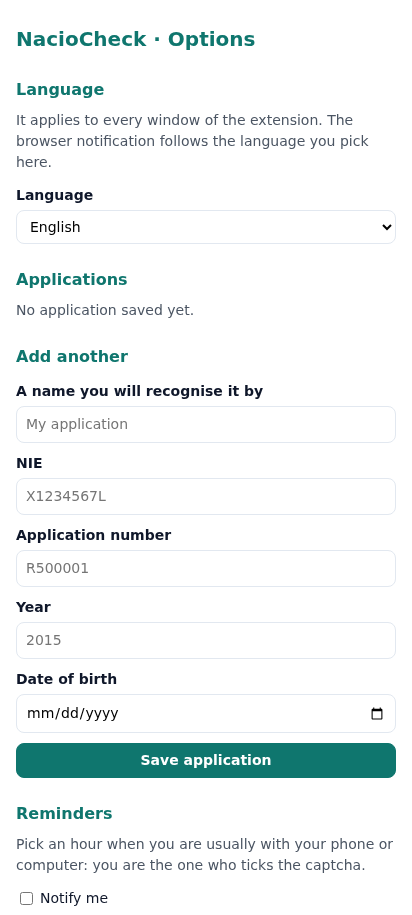 NacioCheck · Options
Language
It applies to every window of the extension. The
browser notification follows the language you pick
here.
Language
English
Applications
No application saved yet.
Add another
A name you will recognise it by
My application
NIE
X1234567L
Application number
R500001
Year
2015
Date of birth
mm/dd/yyyy
Save application
Reminders
Pick an hour when you are usually with your phone or
computer: you are the one who ticks the captcha.
Notify me